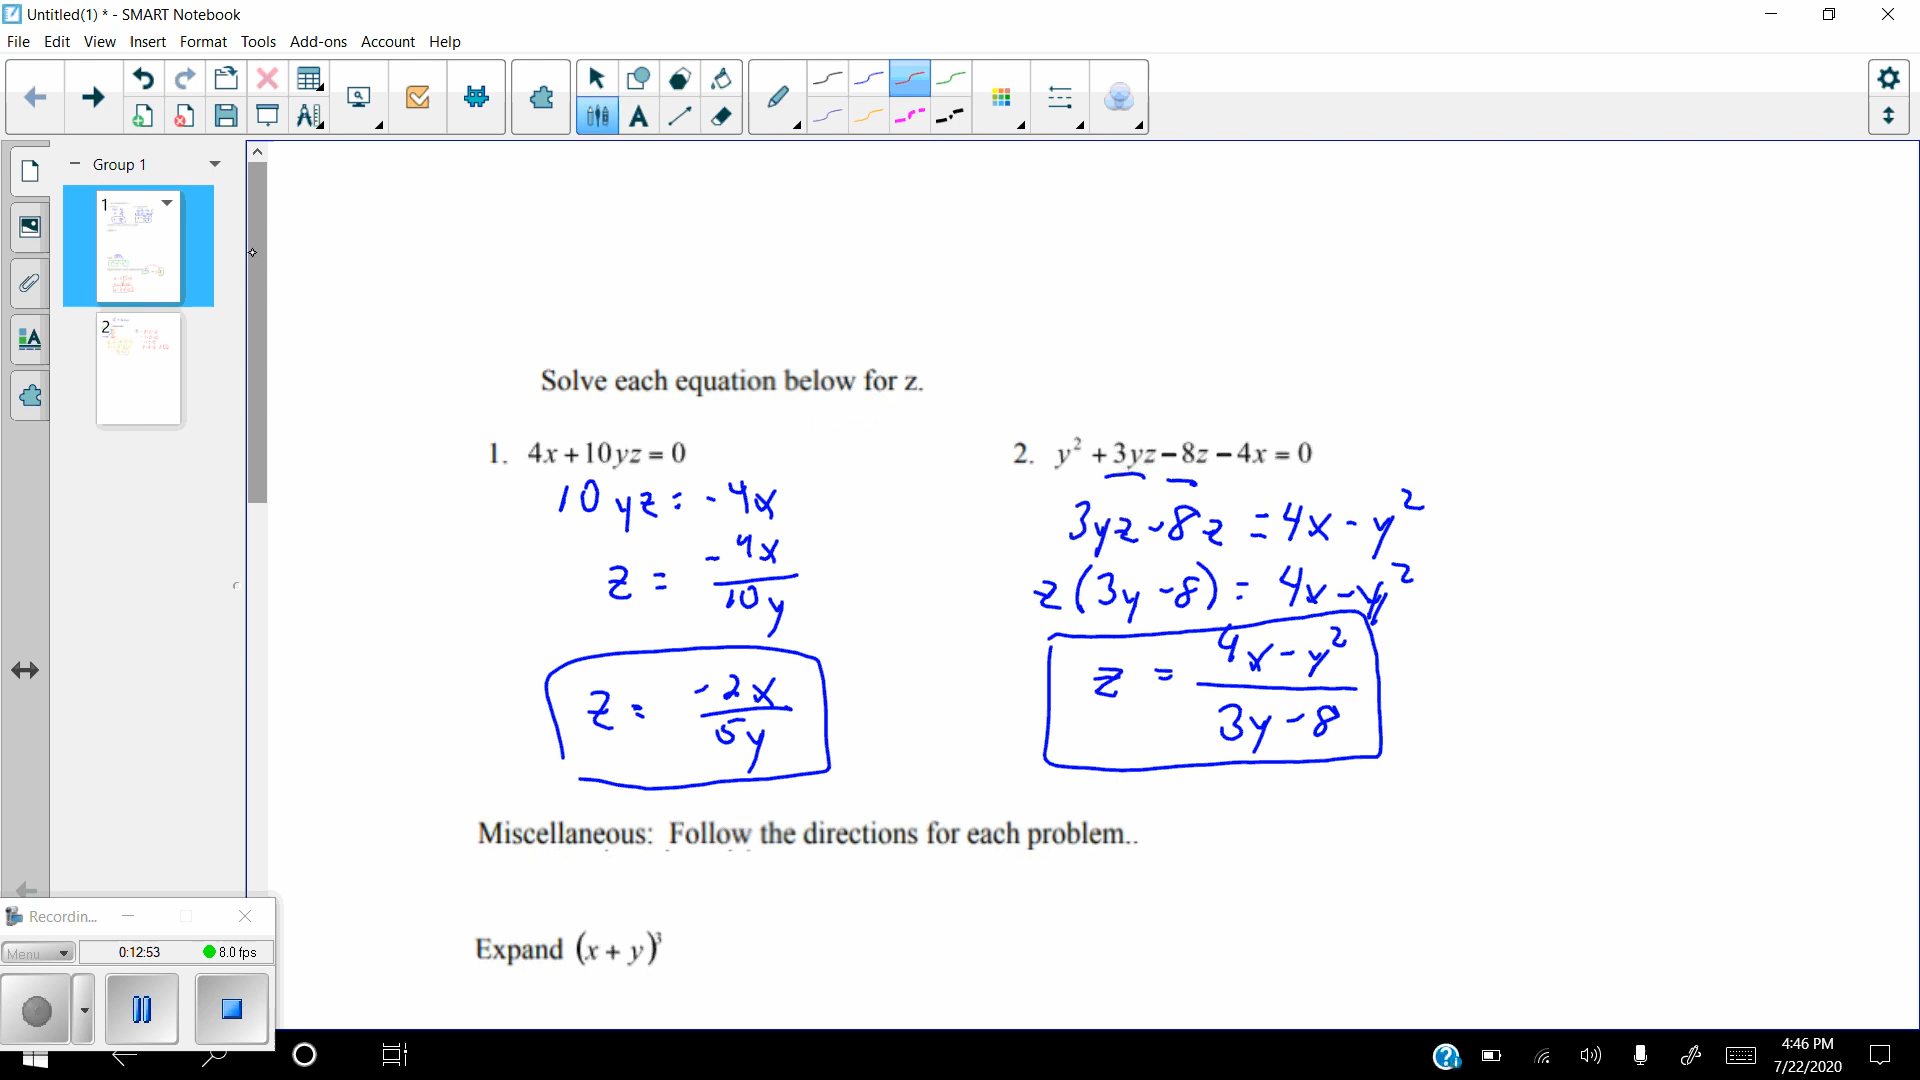 Untitled(1) * - SMART Notebook
File Edit View Insert Format Tools Add-ons Account Help
Group 1
1
2
Solve each equation below for z.
1. 4x + 10yz = 0
10yz = -4x
z = -4x / 10y
z = -2x / 5y
2. y² + 3yz − 8z − 4x = 0
3yz - 8z = 4x - y²
z(3y - 8) = 4x - y²
z = 4x - y² / 3y - 8
Miscellaneous: Follow the directions for each problem..
Expand (x + y)³
Recordin...
Menu 0:12:53 8.0 fps
4:46 PM
7/22/2020